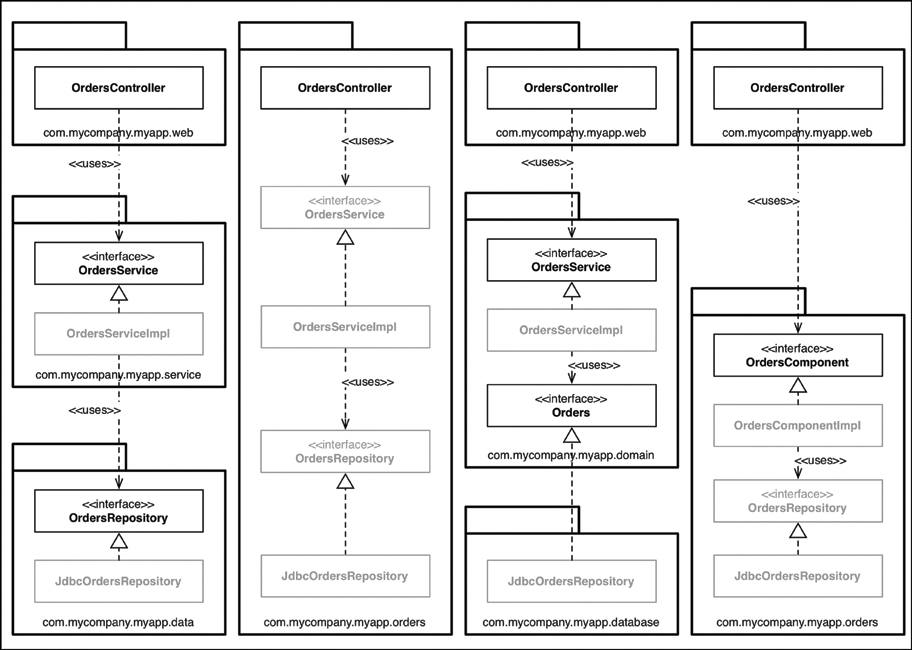 OrdersController
com.mycompany.myapp.web
<<uses>>
<<interface>>
OrdersService
OrdersServiceImpl
com.mycompany.myapp.service
<<uses>>
<<interface>>
OrdersRepository
JdbcOrdersRepository
com.mycompany.myapp.data
OrdersController
<<uses>>
<<interface>>
OrdersService
OrdersServiceImpl
<<uses>>
<<interface>>
OrdersRepository
JdbcOrdersRepository
com.mycompany.myapp.orders
OrdersController
com.mycompany.myapp.web
<<uses>>
<<interface>>
OrdersService
OrdersServiceImpl
<<uses>>
<<interface>>
Orders
com.mycompany.myapp.domain
JdbcOrdersRepository
com.mycompany.myapp.database
OrdersController
com.mycompany.myapp.web
<<uses>>
<<interface>>
OrdersComponent
OrdersComponentImpl
<<uses>>
<<interface>>
OrdersRepository
JdbcOrdersRepository
com.mycompany.myapp.orders